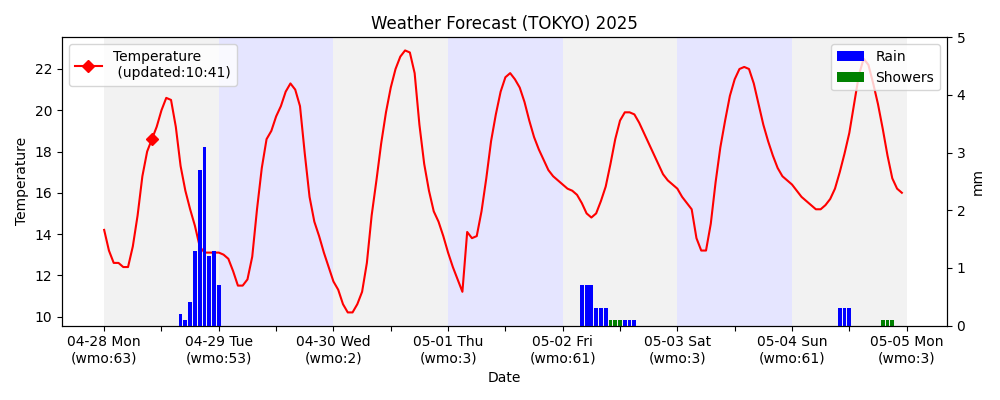 Weather Forecast (TOKYO) 2025
Temperature
(updated:10:41)
Rain
Showers
Temperature
22
20
18
16
14
12
10
5
4
3
2
1
0
mm
04-28 Mon
(wmo:63)
04-29 Tue
(wmo:53)
04-30 Wed
(wmo:2)
05-01 Thu
(wmo:3)
05-02 Fri
(wmo:61)
05-03 Sat
(wmo:3)
05-04 Sun
(wmo:61)
05-05 Mon
(wmo:3)
Date